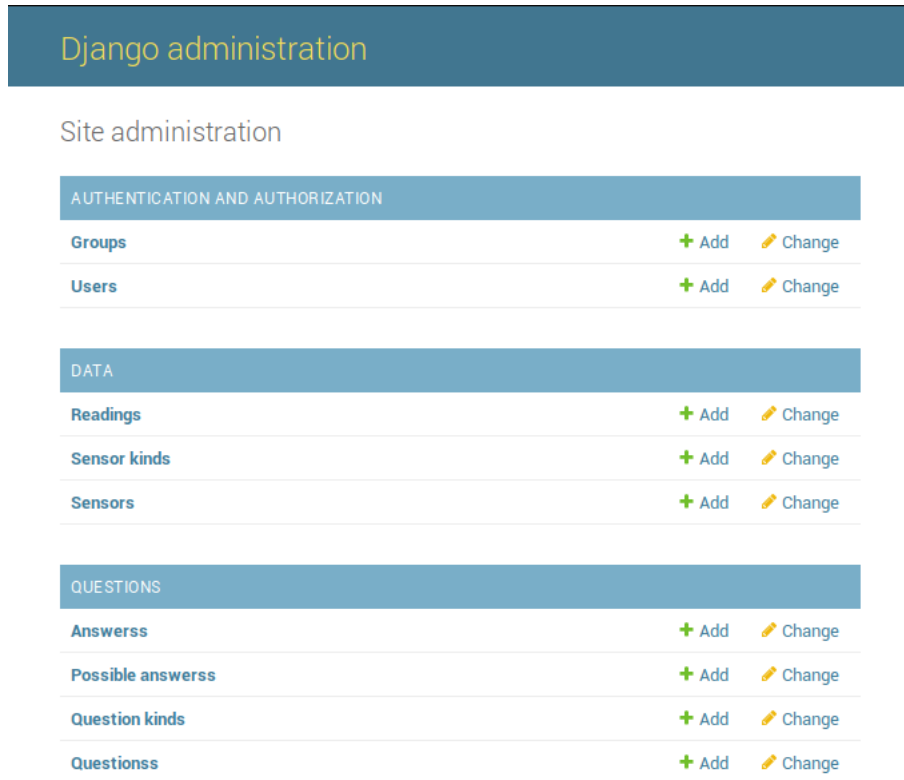 Django administration
Site administration
AUTHENTICATION AND AUTHORIZATION
Groups Add Change
Users Add Change
DATA
Readings Add Change
Sensor kinds Add Change
Sensors Add Change
QUESTIONS
Answerss Add Change
Possible answerss Add Change
Question kinds Add Change
Questionss Add Change